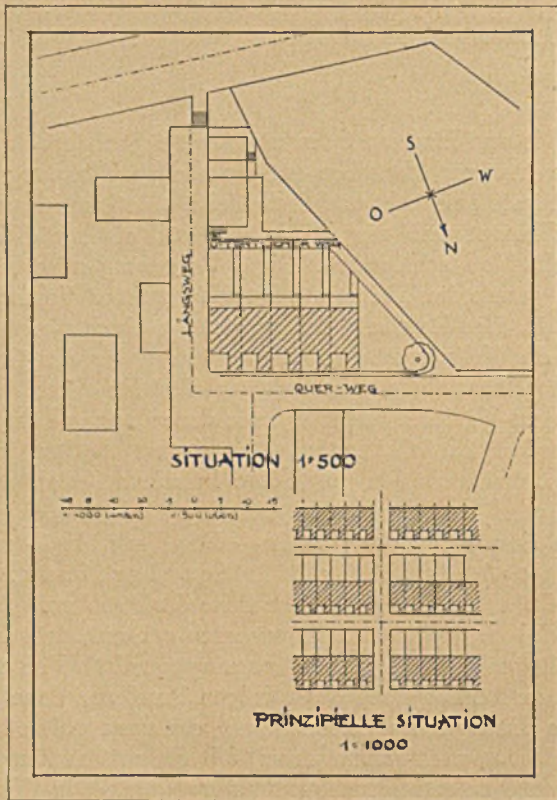 S
W
O
N
LÄNGSWEG
QUER-WEG
SITUATION 1:500
PRINZIPIELLE SITUATION
1:1000